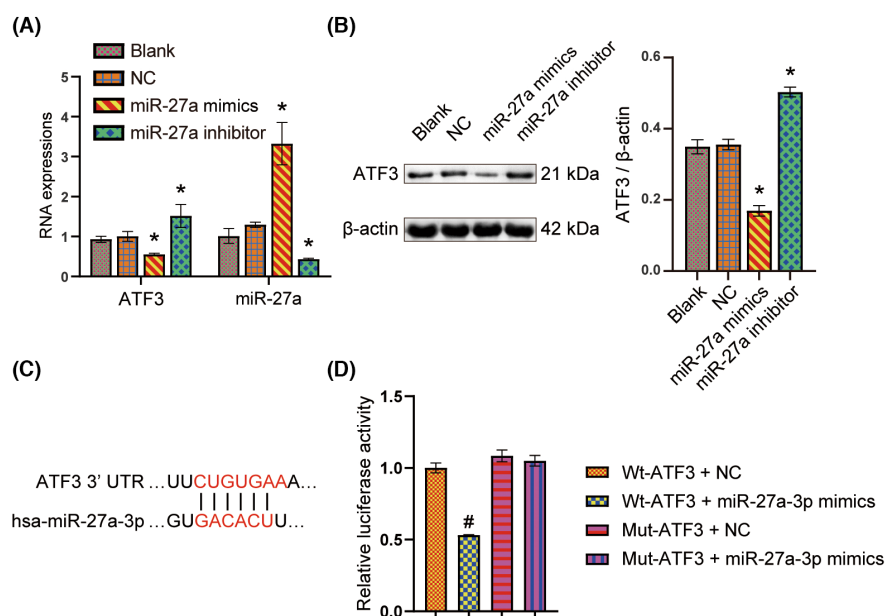 (A)
Blank
NC
miR-27a mimics
miR-27a inhibitor
RNA expressions
5
4
3
2
1
0
*
*
*
*
ATF3
miR-27a
(B)
Blank
NC
miR-27a mimics
miR-27a inhibitor
ATF3
21 kDa
β-actin
42 kDa
ATF3 / β-actin
0.6
0.4
0.2
0.0
*
*
Blank
NC
miR-27a mimics
miR-27a inhibitor
(C)
ATF3 3' UTR ...UUCUGUGAAA...
hsa-miR-27a-3p ...GUGACACUU...
(D)
Relative luciferase activity
1.5
1.0
0.5
0.0
#
Wt-ATF3 + NC
Wt-ATF3 + miR-27a-3p mimics
Mut-ATF3 + NC
Mut-ATF3 + miR-27a-3p mimics